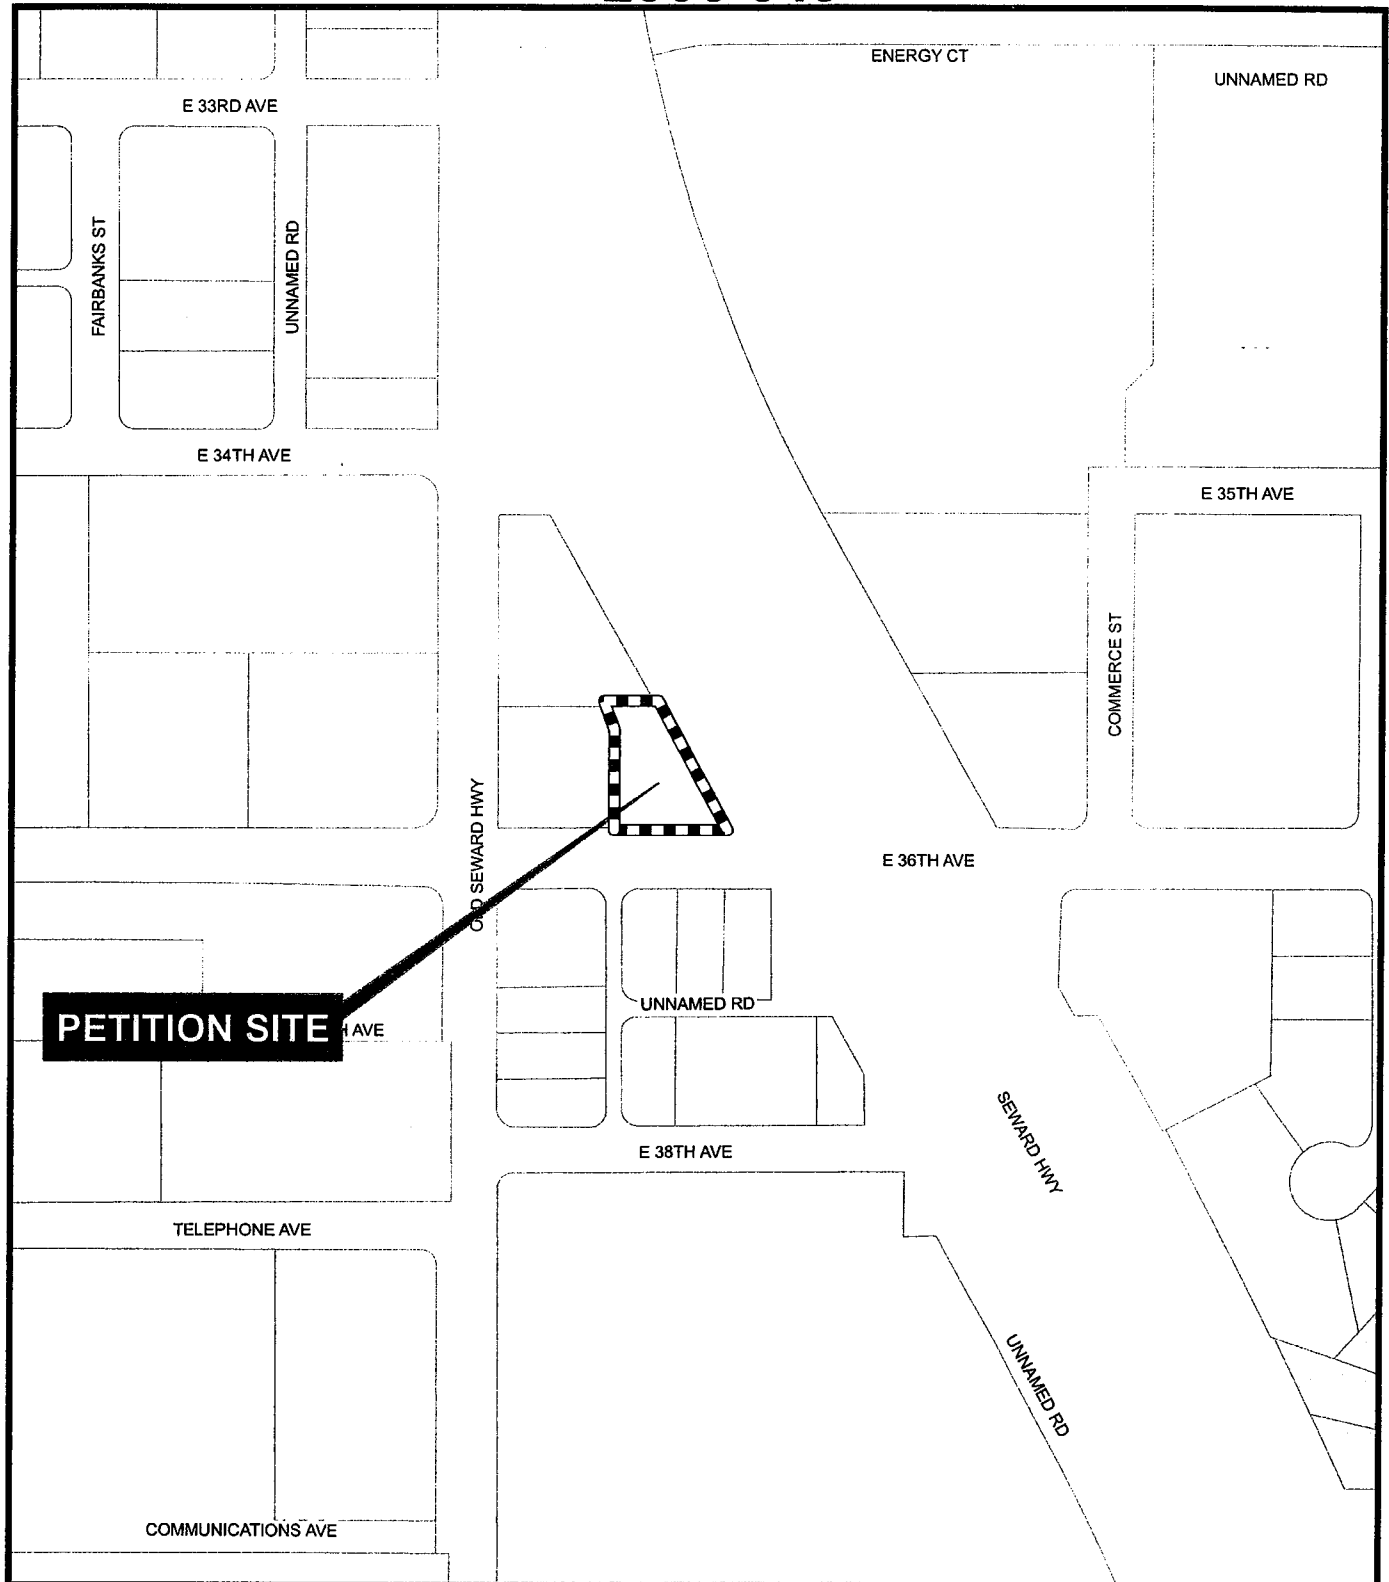 ENERGY CT
UNNAMED RD
E 33RD AVE
FAIRBANKS ST
UNNAMED RD
E 34TH AVE
E 35TH AVE
COMMERCE ST
OLD SEWARD HWY
E 36TH AVE
UNNAMED RD
PETITION SITE
H AVE
SEWARD HWY
E 38TH AVE
TELEPHONE AVE
UNNAMED RD
COMMUNICATIONS AVE